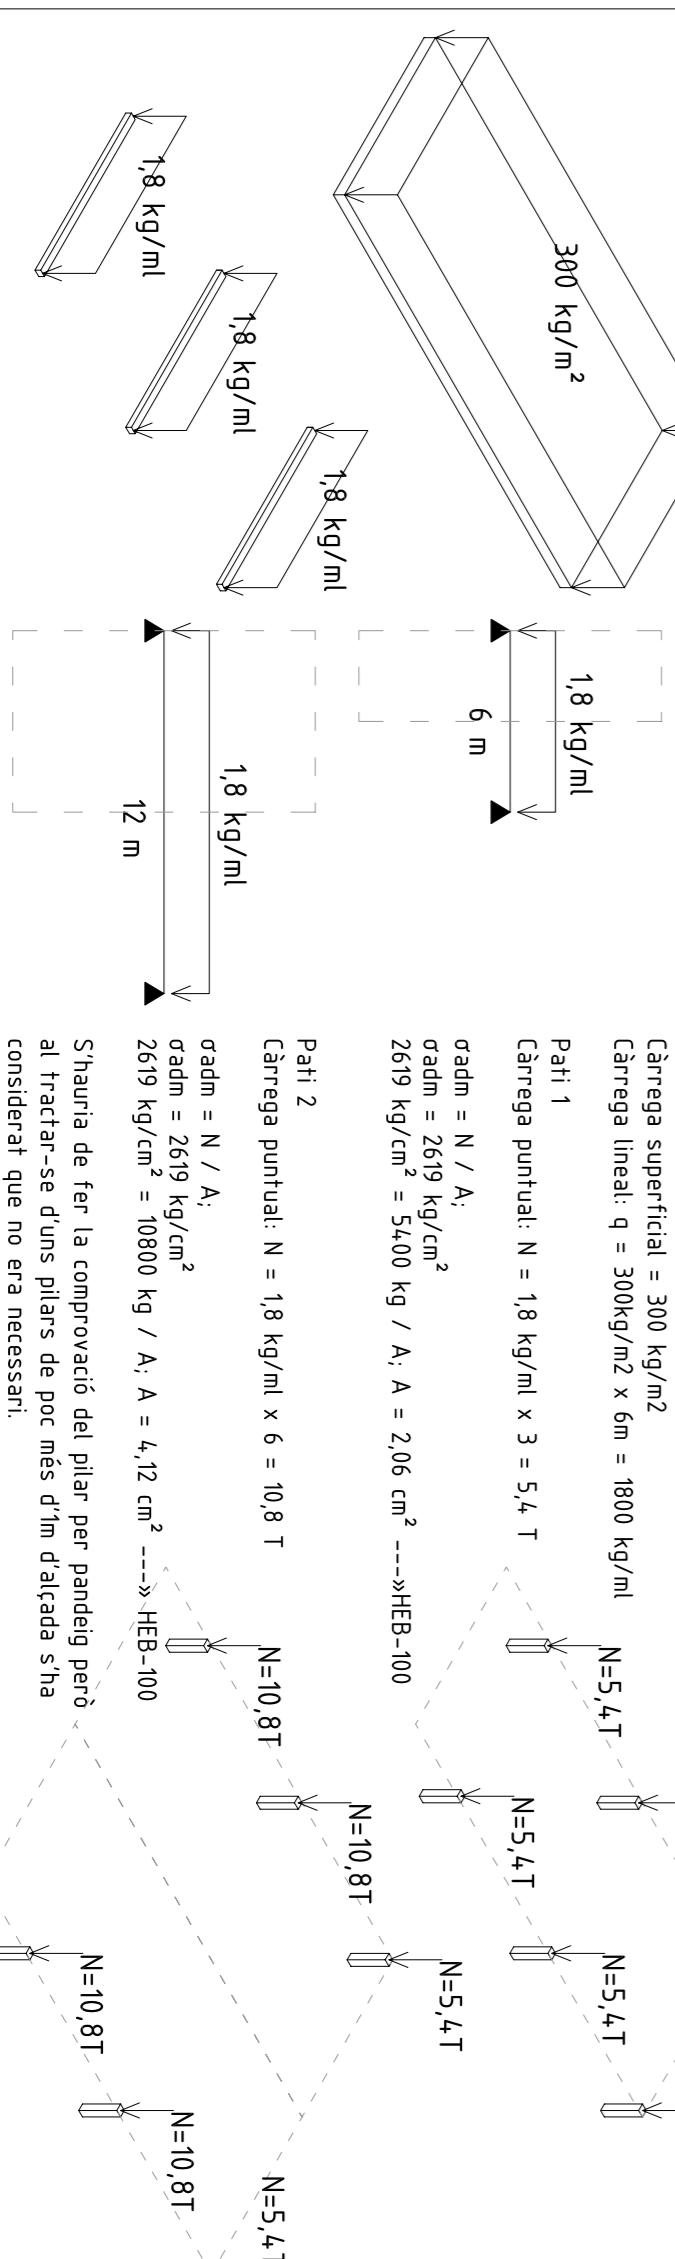 300 kg/m²
1,8 kg/ml
1,8 kg/ml
1,8 kg/ml
1,8 kg/ml
6 m
1,8 kg/ml
12 m
Càrrega superficial = 300 kg/m2
Càrrega lineal: q = 300kg/m2 x 6m = 1800 kg/ml
Pati 1
Càrrega puntual: N = 1,8 kg/ml x 3 = 5,4 T
σadm = N / A;
σadm = 2619 kg/cm²
2619 kg/cm² = 5400 kg / A; A = 2,06 cm² ---»HEB-100
Pati 2
Càrrega puntual: N = 1,8 kg/ml x 6 = 10,8 T
σadm = N / A;
σadm = 2619 kg/cm²
2619 kg/cm² = 10800 kg / A; A = 4,12 cm² ---» HEB-100
S'hauria de fer la comprovació del pilar per pandeig però
al tractar-se d'uns pilars de poc més d'1m d'alçada s'ha
considerat que no era necessari.
N=5,4T
N=5,4T
N=5,4T
N=10,8T
N=10,8T
N=5,4T
N=10,8T
N=10,8T
N=5,4T